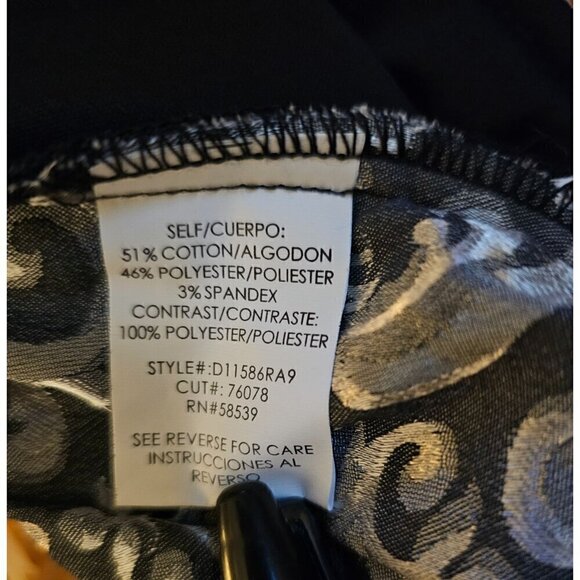 SELF/CUERPO:
51% COTTON/ALGODON
46% POLYESTER/POLIESTER
3% SPANDEX
CONTRAST/CONTRASTE:
100% POLYESTER/POLIESTER
STYLE#:D11586RA9
CUT#: 76078
RN#58539
SEE REVERSE FOR CARE
INSTRUCCIONES AL
REVERSO